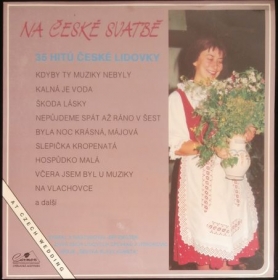 NA ČESKÉ SVATBĚ
35 HITŮ ČESKÉ LIDOVKY
KDYBY TY MUZIKY NEBYLY
KALNÁ JE VODA
ŠKODA LÁSKY
NEPŮJDEME SPÁT AŽ RÁNO V ŠEST
BYLA NOC KRÁSNÁ, MÁJOVÁ
SLEPIČKA KROPENATÁ
HOSPŮDKO MALÁ
VČERA JSEM BYL U MUZIKY
NA VLACHOVCE
a další
AT CZECH WEDDING